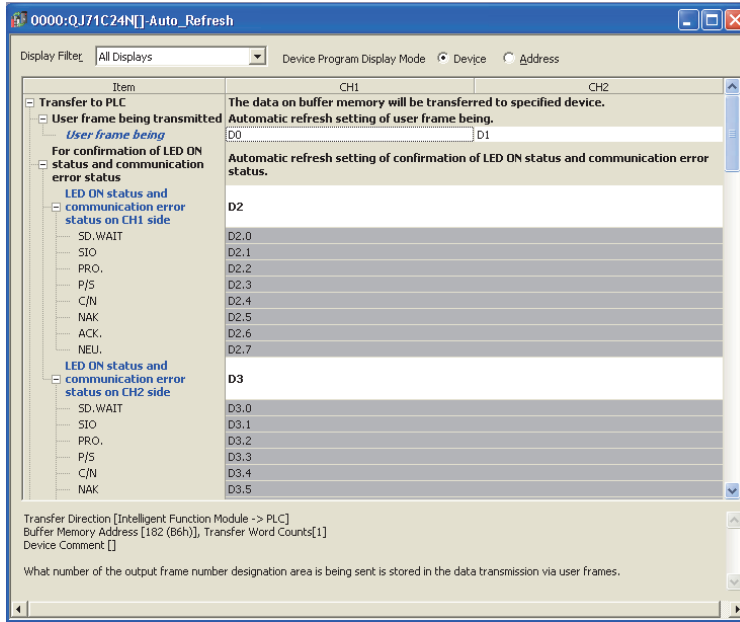 0000:QJ71C24N[]-Auto_Refresh
Display Filter All Displays Device Program Display Mode Device Address
Item CH1 CH2
Transfer to PLC The data on buffer memory will be transferred to specified device.
User frame being transmitted Automatic refresh setting of user frame being.
User frame being D0 D1
For confirmation of LED ON
status and communication
error status
Automatic refresh setting of confirmation of LED ON status and communication error
status.
LED ON status and
communication error
status on CH1 side
D2
SD.WAIT D2.0
SIO D2.1
PRO. D2.2
P/S D2.3
C/N D2.4
NAK D2.5
ACK. D2.6
NEU. D2.7
LED ON status and
communication error
status on CH2 side
D3
SD.WAIT D3.0
SIO D3.1
PRO. D3.2
P/S D3.3
C/N D3.4
NAK D3.5
Transfer Direction [Intelligent Function Module -> PLC]
Buffer Memory Address [182 (B6h)], Transfer Word Counts[1]
Device Comment []
What number of the output frame number designation area is being sent is stored in the data transmission via user frames.